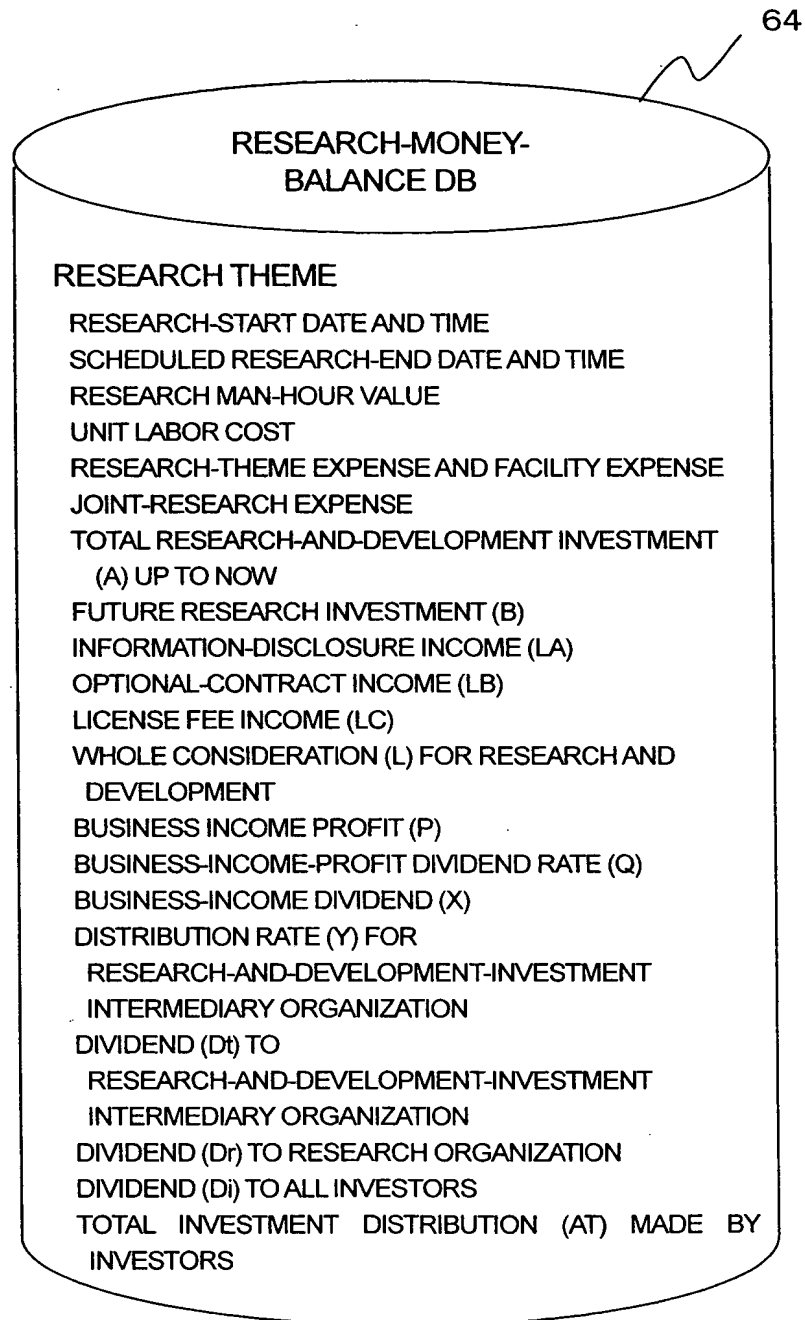 64
RESEARCH-MONEY-
BALANCE DB
RESEARCH THEME
RESEARCH-START DATE AND TIME
SCHEDULED RESEARCH-END DATE AND TIME
RESEARCH MAN-HOUR VALUE
UNIT LABOR COST
RESEARCH-THEME EXPENSE AND FACILITY EXPENSE
JOINT-RESEARCH EXPENSE
TOTAL RESEARCH-AND-DEVELOPMENT INVESTMENT
(A) UP TO NOW
FUTURE RESEARCH INVESTMENT (B)
INFORMATION-DISCLOSURE INCOME (LA)
OPTIONAL-CONTRACT INCOME (LB)
LICENSE FEE INCOME (LC)
WHOLE CONSIDERATION (L) FOR RESEARCH AND
DEVELOPMENT
BUSINESS INCOME PROFIT (P)
BUSINESS-INCOME-PROFIT DIVIDEND RATE (Q)
BUSINESS-INCOME DIVIDEND (X)
DISTRIBUTION RATE (Y) FOR
RESEARCH-AND-DEVELOPMENT-INVESTMENT
INTERMEDIARY ORGANIZATION
DIVIDEND (Dt) TO
RESEARCH-AND-DEVELOPMENT-INVESTMENT
INTERMEDIARY ORGANIZATION
DIVIDEND (Dr) TO RESEARCH ORGANIZATION
DIVIDEND (Di) TO ALL INVESTORS
TOTAL INVESTMENT DISTRIBUTION (AT) MADE BY
INVESTORS